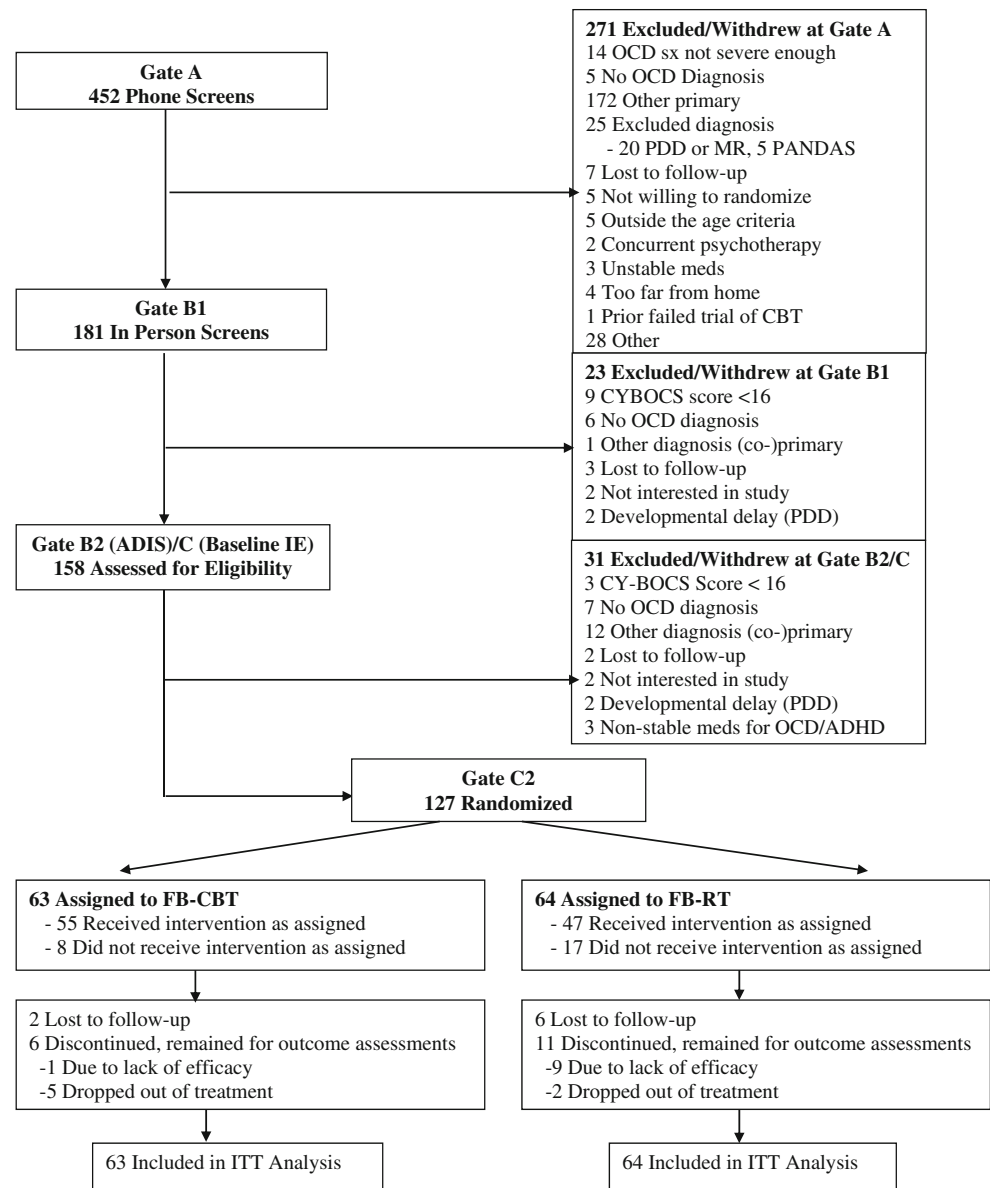 Gate A
452 Phone Screens
271 Excluded/Withdrew at Gate A
14 OCD sx not severe enough
5 No OCD Diagnosis
172 Other primary
25 Excluded diagnosis
- 20 PDD or MR, 5 PANDAS
7 Lost to follow-up
5 Not willing to randomize
5 Outside the age criteria
2 Concurrent psychotherapy
3 Unstable meds
4 Too far from home
1 Prior failed trial of CBT
28 Other
Gate B1
181 In Person Screens
23 Excluded/Withdrew at Gate B1
9 CYBOCS score <16
6 No OCD diagnosis
1 Other diagnosis (co-)primary
3 Lost to follow-up
2 Not interested in study
2 Developmental delay (PDD)
Gate B2 (ADIS)/C (Baseline IE)
158 Assessed for Eligibility
31 Excluded/Withdrew at Gate B2/C
3 CY-BOCS Score < 16
7 No OCD diagnosis
12 Other diagnosis (co-)primary
2 Lost to follow-up
2 Not interested in study
2 Developmental delay (PDD)
3 Non-stable meds for OCD/ADHD
Gate C2
127 Randomized
63 Assigned to FB-CBT
- 55 Received intervention as assigned
- 8 Did not receive intervention as assigned
64 Assigned to FB-RT
- 47 Received intervention as assigned
- 17 Did not receive intervention as assigned
2 Lost to follow-up
6 Discontinued, remained for outcome assessments
-1 Due to lack of efficacy
-5 Dropped out of treatment
6 Lost to follow-up
11 Discontinued, remained for outcome assessments
-9 Due to lack of efficacy
-2 Dropped out of treatment
63 Included in ITT Analysis
64 Included in ITT Analysis